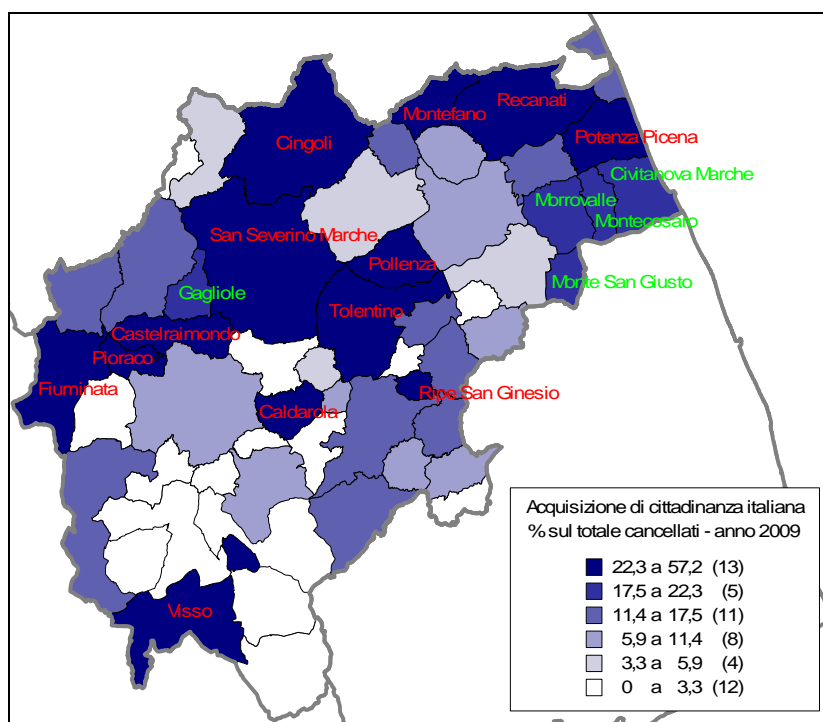 Recanati
Montefano
Cingoli
Potenza Picena
Civitanova Marche
Morrovalle
Montecosaro
San Severino Marche
Pollenza
Monte San Giusto
Gagliole
Tolentino
Castelraimondo
Pioraco
Fiuminata
Ripe San Ginesio
Caldarola
Visso
Acquisizione di cittadinanza italiana
% sul totale cancellati - anno 2009
22,3 a 57,2 (13)
17,5 a 22,3 (5)
11,4 a 17,5 (11)
5,9 a 11,4 (8)
3,3 a 5,9 (4)
0 a 3,3 (12)